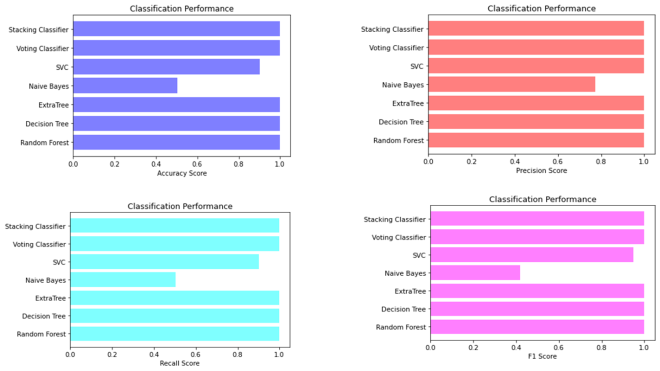 Classification Performance
Stacking Classifier
Voting Classifier
SVC
Naive Bayes
ExtraTree
Decision Tree
Random Forest
0.0 0.2 0.4 0.6 0.8 1.0
Accuracy Score
Classification Performance
Stacking Classifier
Voting Classifier
SVC
Naive Bayes
ExtraTree
Decision Tree
Random Forest
0.0 0.2 0.4 0.6 0.8 1.0
Precision Score
Classification Performance
Stacking Classifier
Voting Classifier
SVC
Naive Bayes
ExtraTree
Decision Tree
Random Forest
0.0 0.2 0.4 0.6 0.8 1.0
Recall Score
Classification Performance
Stacking Classifier
Voting Classifier
SVC
Naive Bayes
ExtraTree
Decision Tree
Random Forest
0.0 0.2 0.4 0.6 0.8 1.0
F1 Score